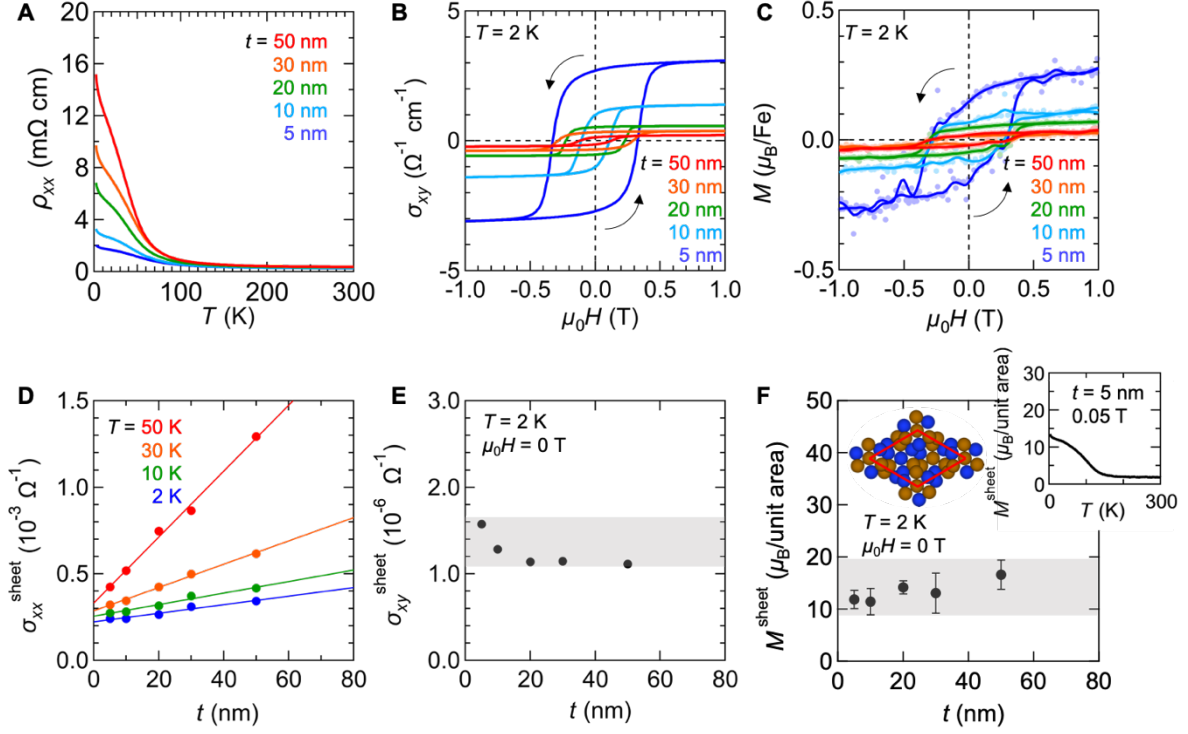 A
20
16
12
8
4
0
ρxx (mΩ cm)
0
100
200
300
T (K)
t = 50 nm
30 nm
20 nm
10 nm
5 nm
B
T = 2 K
5
0
-5
σxy (Ω⁻¹ cm⁻¹)
-1.0
-0.5
0.0
0.5
1.0
μ₀H (T)
t = 50 nm
30 nm
20 nm
10 nm
5 nm
C
T = 2 K
0.5
0.0
-0.5
M (μB/Fe)
-1.0
-0.5
0.0
0.5
1.0
μ₀H (T)
t = 50 nm
30 nm
20 nm
10 nm
5 nm
D
1.5
1.0
0.5
0.0
σxx^sheet (10⁻³ Ω⁻¹)
T = 50 K
30 K
10 K
2 K
0
20
40
60
80
t (nm)
E
T = 2 K
μ₀H = 0 T
3.0
2.0
1.0
0.0
σxy^sheet (10⁻⁶ Ω⁻¹)
0
20
40
60
80
t (nm)
F
50
40
30
20
10
0
M^sheet (μB/unit area)
T = 2 K
μ₀H = 0 T
0
20
40
60
80
t (nm)
30
20
10
0
M^sheet (μB/unit area)
t = 5 nm
0.05 T
0
300
T (K)